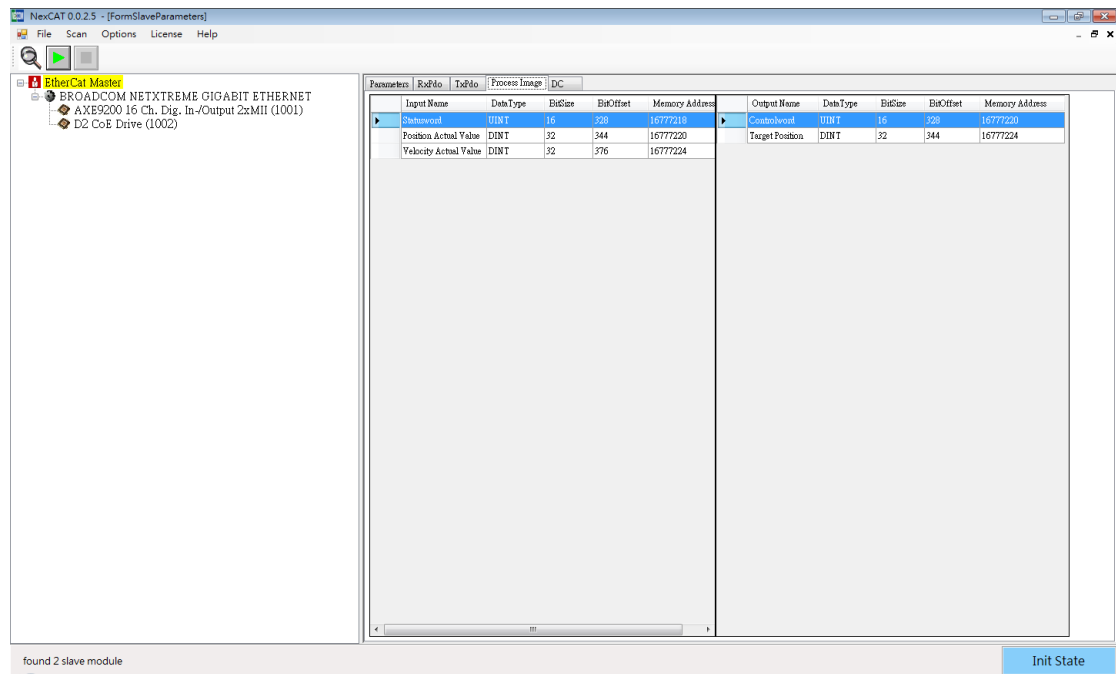 NexCAT 0.0.2.5 - [FormSlaveParameters]
File Scan Options License Help
EtherCat Master
BROADCOM NETXTREME GIGABIT ETHERNET
AXE9200 16 Ch. Dig. In-/Output 2xMII (1001)
D2 CoE Drive (1002)
Parameters RxPdo TxPdo Process Image DC
Input Name DataType BitSize BitOffset Memory Address
Statusword UINT 16 328 16777218
Position Actual Value DINT 32 344 16777220
Velocity Actual Value DINT 32 376 16777224
Output Name DataType BitSize BitOffset Memory Address
Controlword UINT 16 328 16777220
Target Position DINT 32 344 16777224
found 2 slave module
Init State